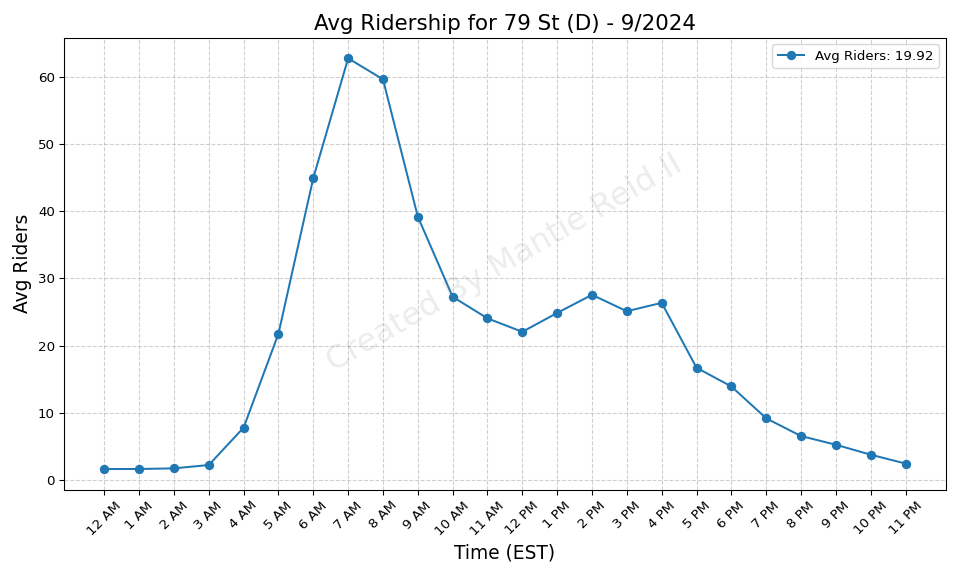 Avg Ridership for 79 St (D) - 9/2024
Avg Riders: 19.92
Avg Riders
60
50
40
30
20
10
0
Created By Mantie Reid II
12 AM
1 AM
2 AM
3 AM
4 AM
5 AM
6 AM
7 AM
8 AM
9 AM
10 AM
11 AM
12 PM
1 PM
2 PM
3 PM
4 PM
5 PM
6 PM
7 PM
8 PM
9 PM
10 PM
11 PM
Time (EST)